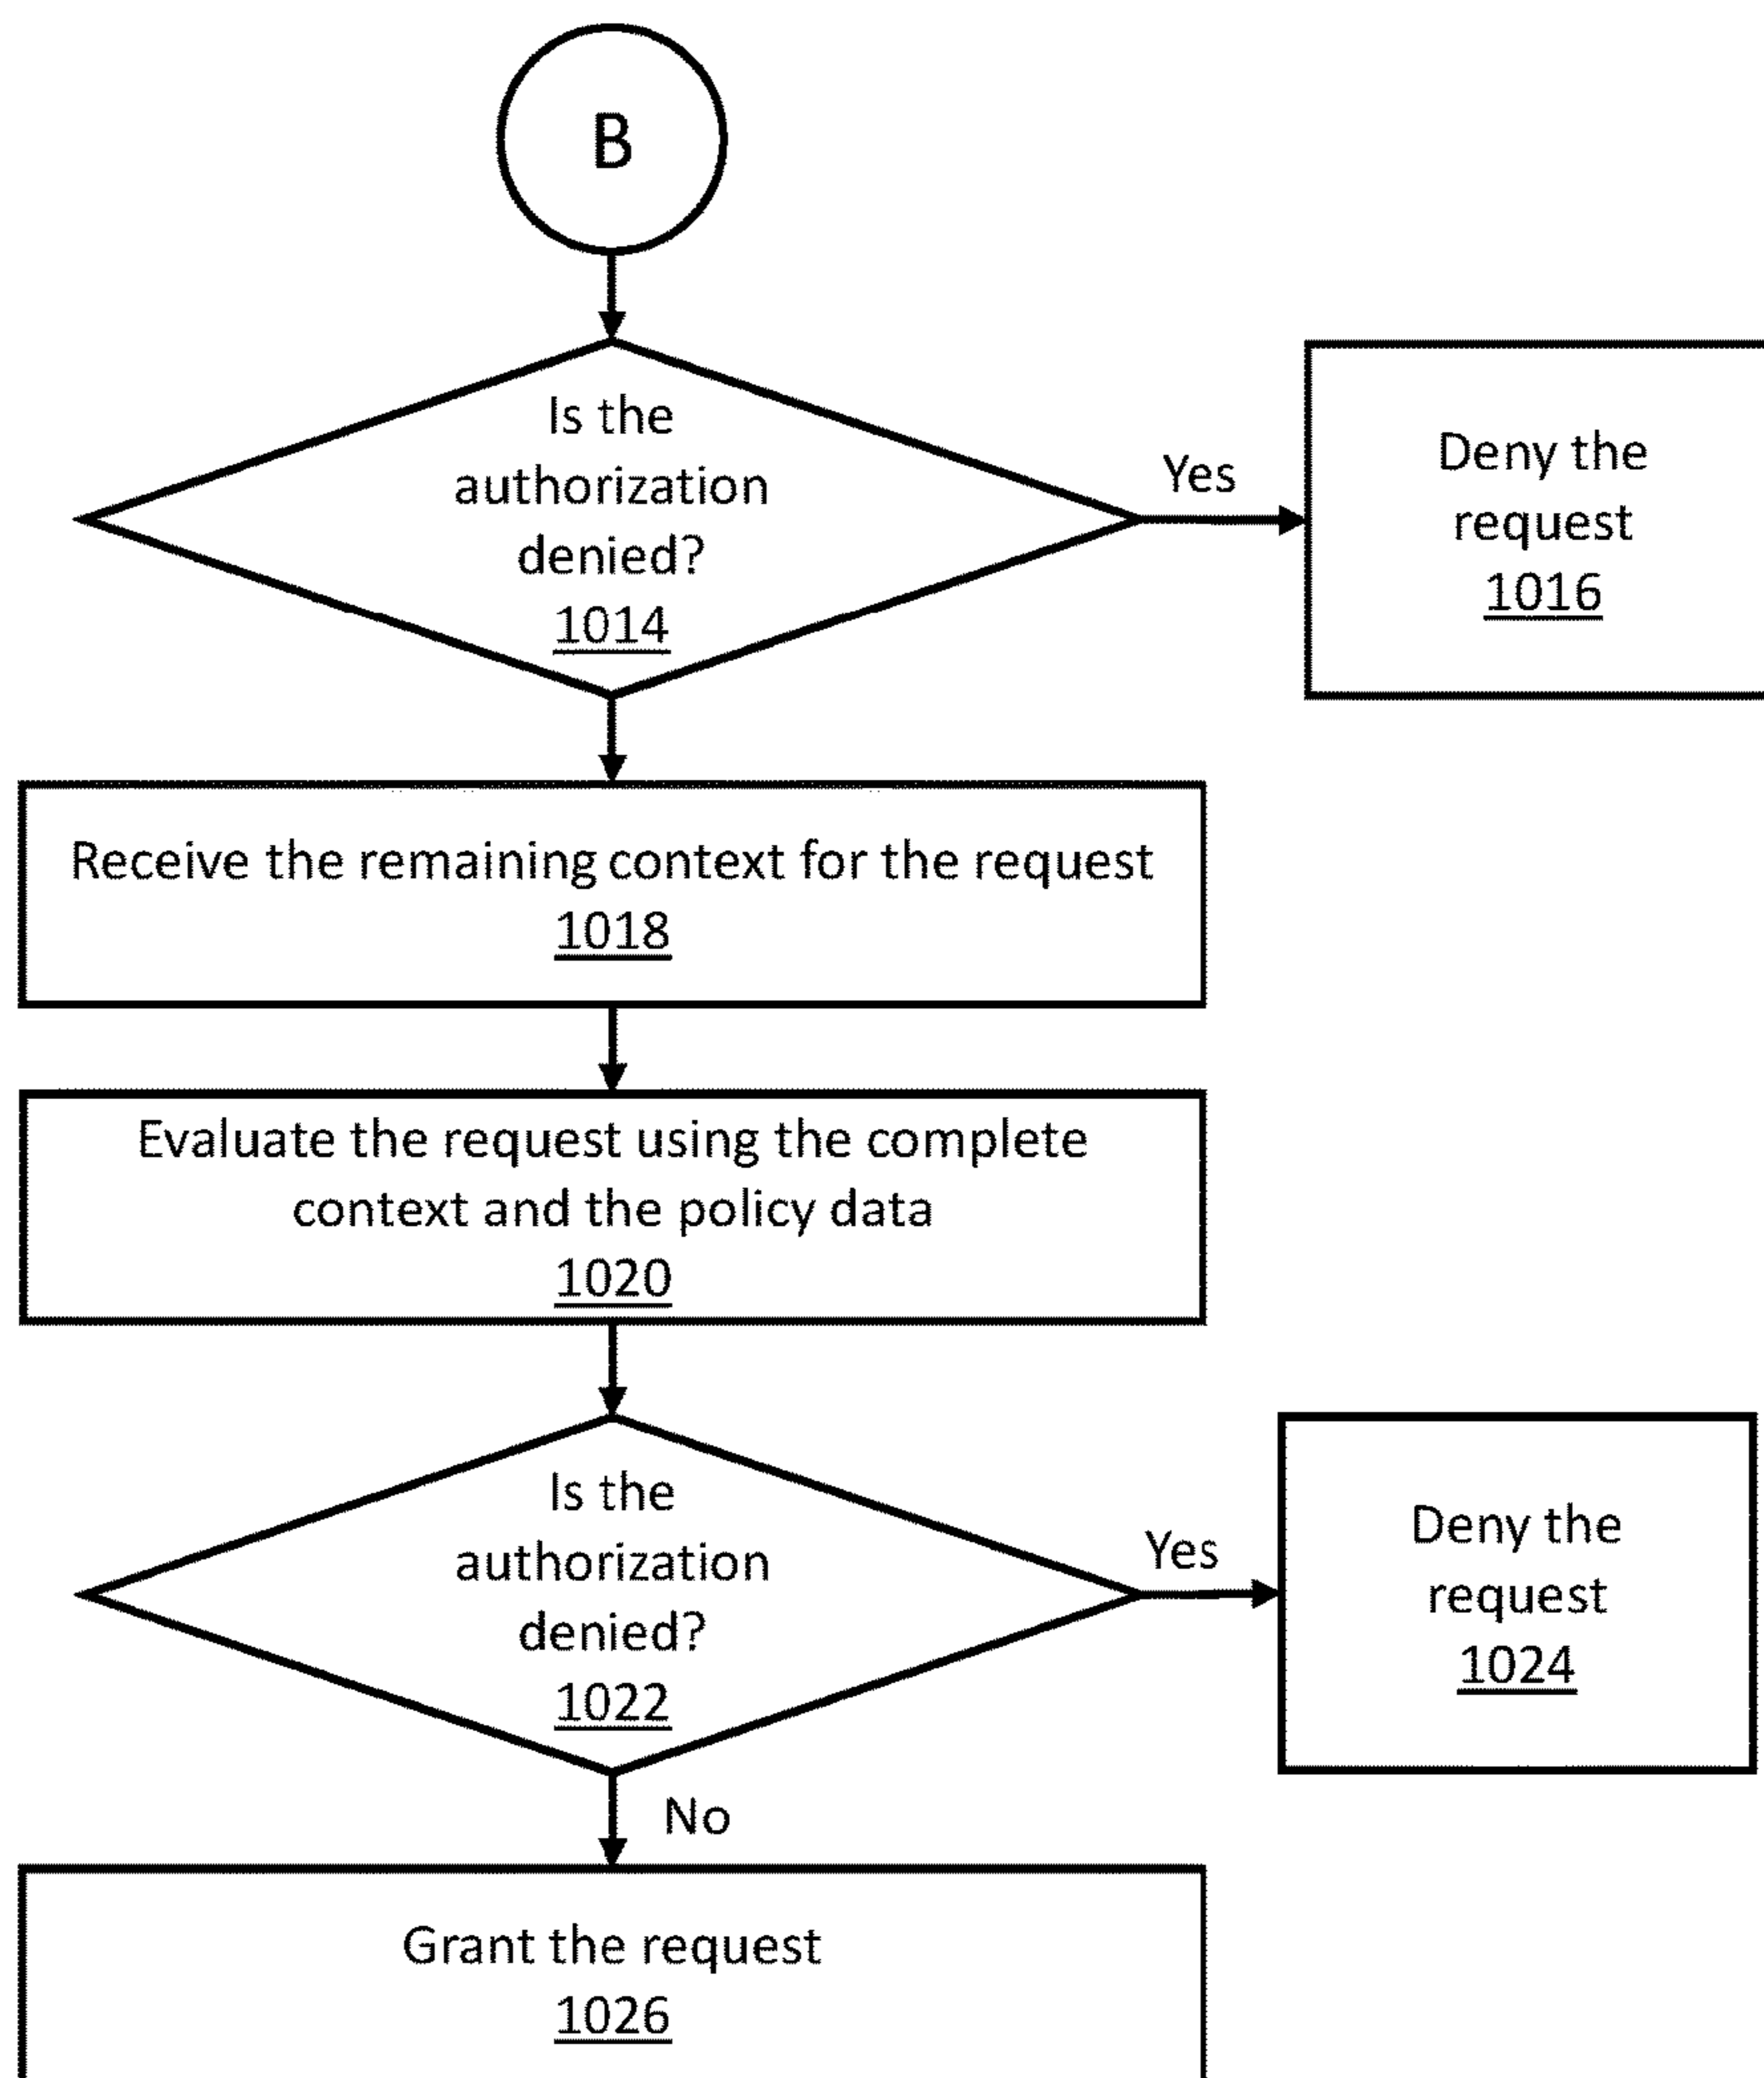 B
Is the
authorization
denied?
1014
Yes
Deny the
request
1016
Receive the remaining context for the request
1018
Evaluate the request using the complete
context and the policy data
1020
Is the
authorization
denied?
1022
Yes
Deny the
request
1024
No
Grant the request
1026